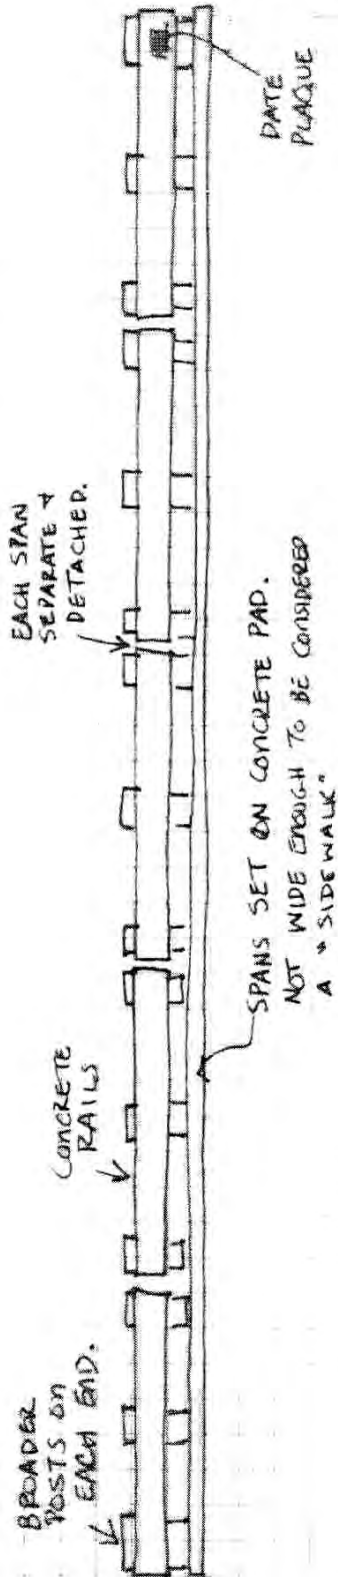 BROADER
POSTS ON
EACH END.
CONCRETE
RAILS
EACH SPAN
SEPARATE &
DETACHED.
SPANS SET ON CONCRETE PAD.
NOT WIDE ENOUGH TO BE CONSIDERED
A "SIDEWALK"
DATE
PLAQUE